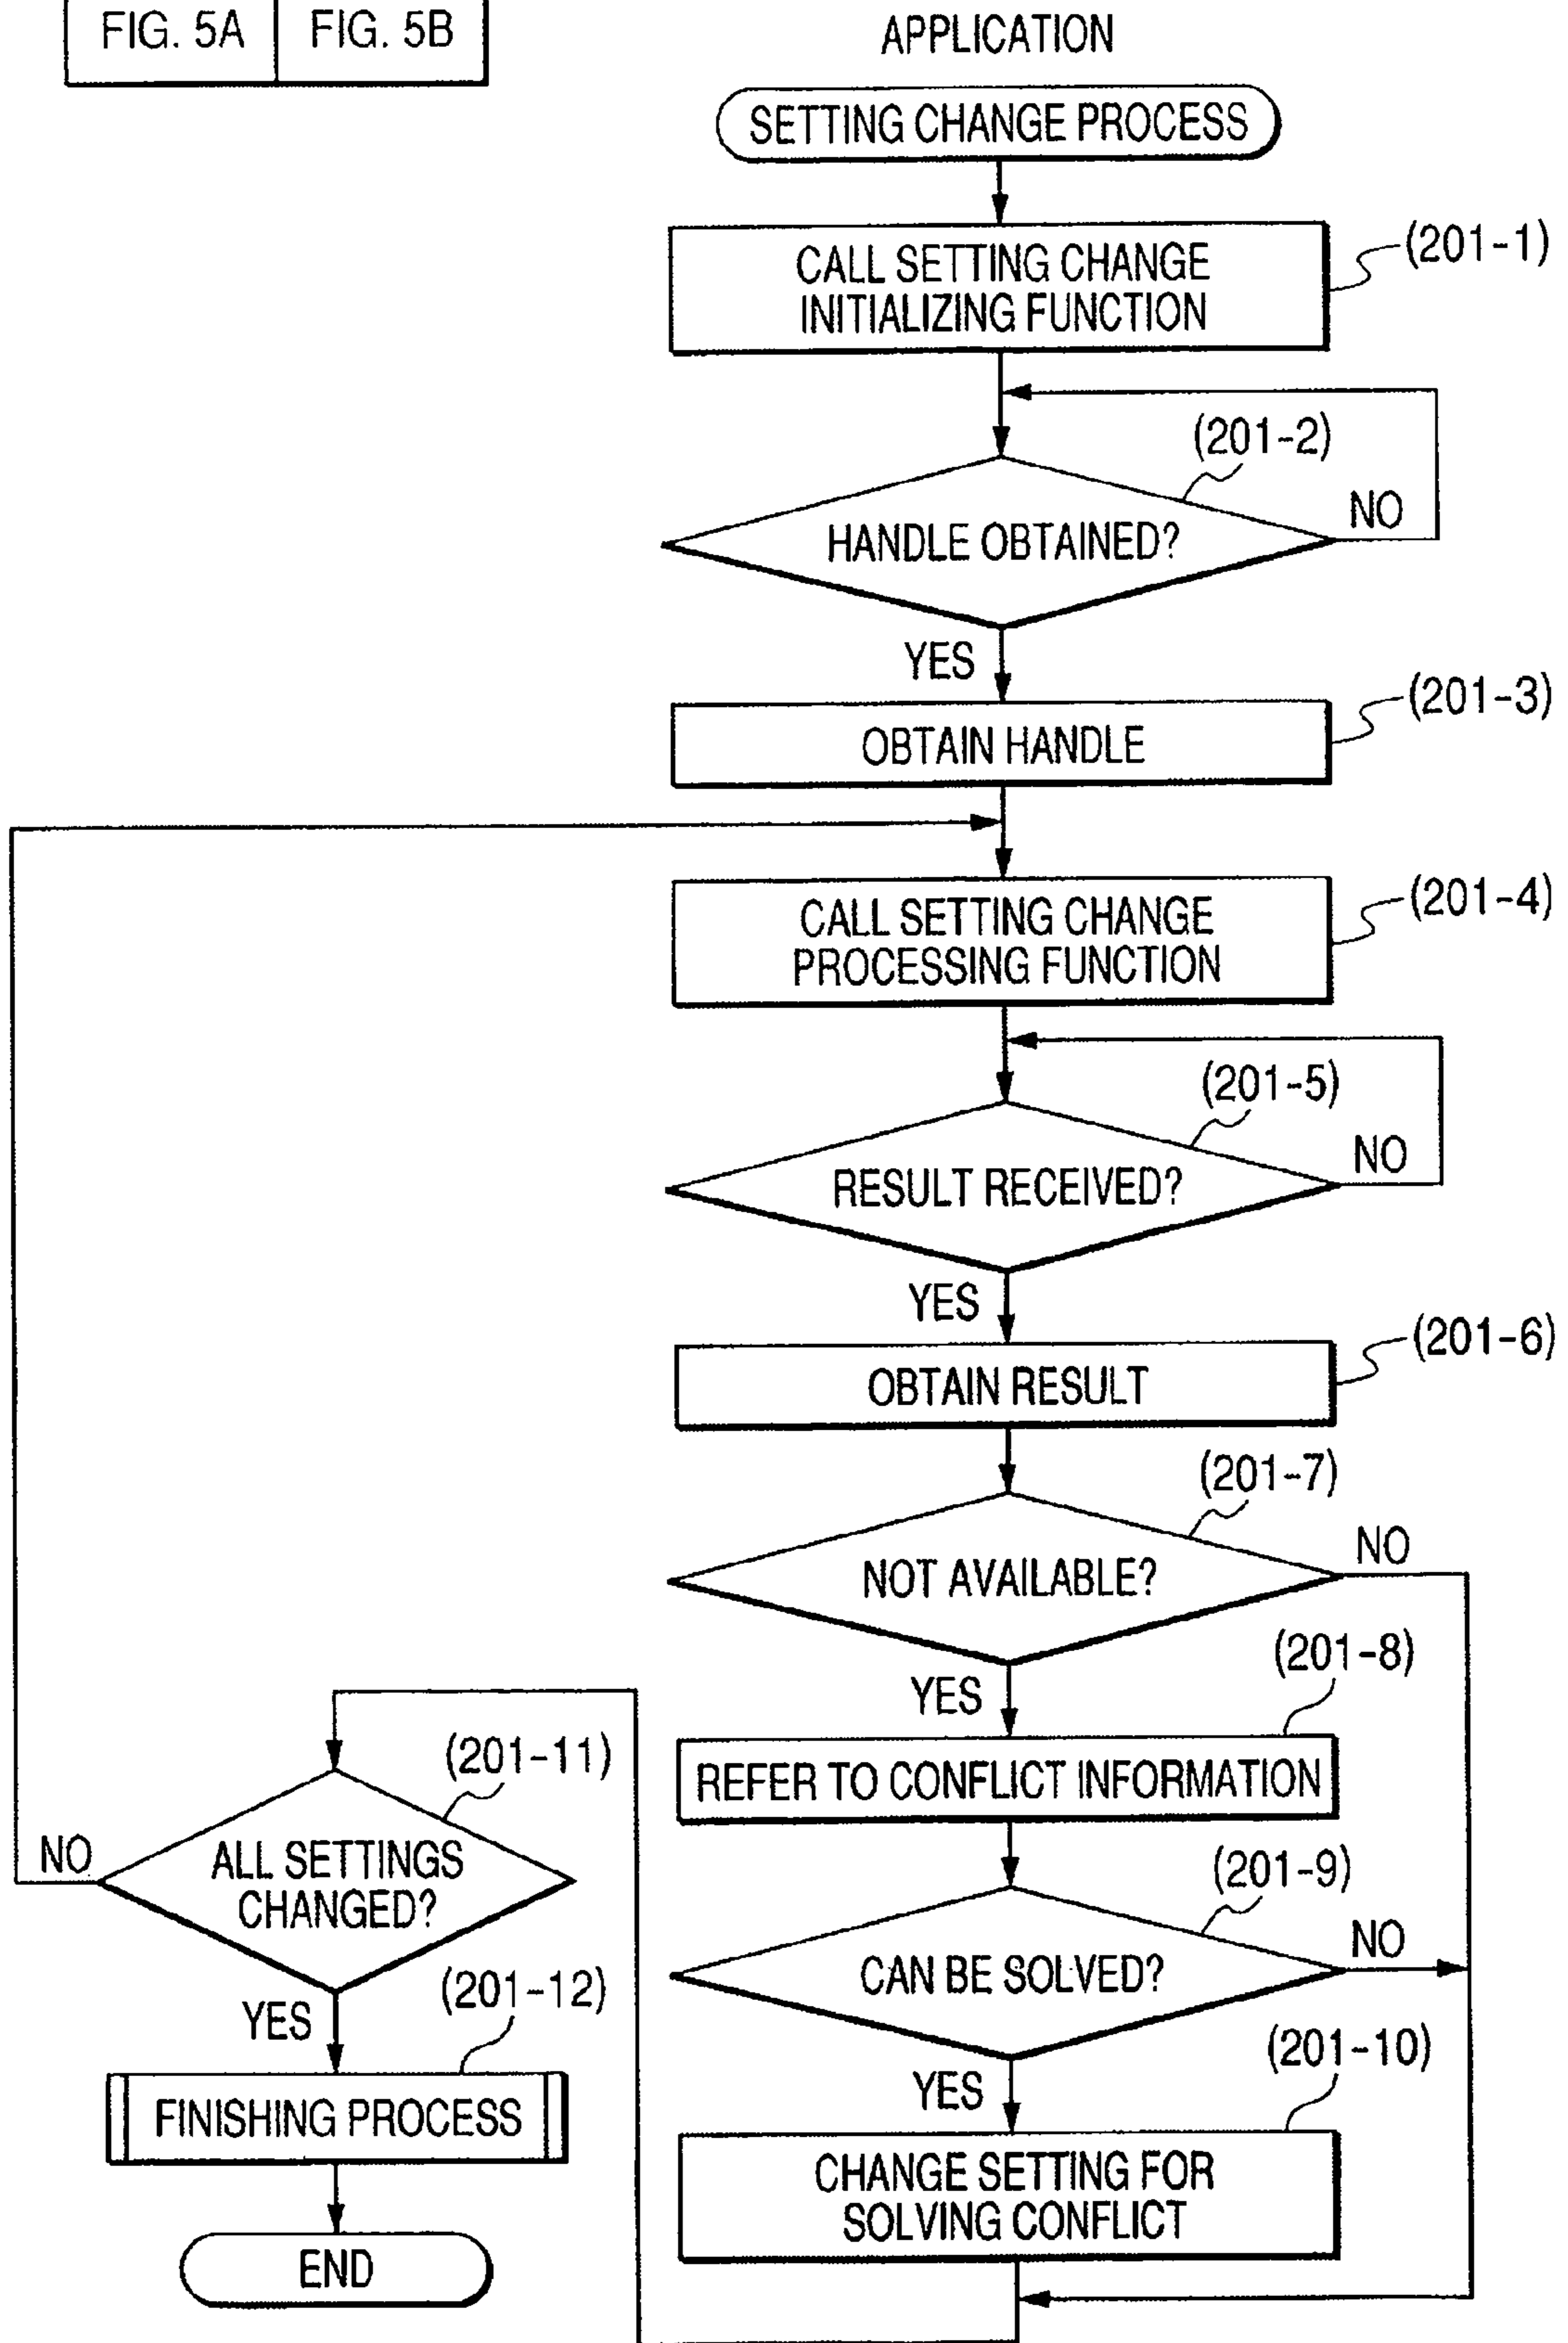 FIG. 5A FIG. 5B
APPLICATION
SETTING CHANGE PROCESS
CALL SETTING CHANGE
INITIALIZING FUNCTION
(201-1)
(201-2)
HANDLE OBTAINED?
NO
YES
OBTAIN HANDLE
(201-3)
CALL SETTING CHANGE
PROCESSING FUNCTION
(201-4)
(201-5)
RESULT RECEIVED?
NO
YES
OBTAIN RESULT
(201-6)
(201-7)
NOT AVAILABLE?
NO
YES
(201-8)
REFER TO CONFLICT INFORMATION
(201-9)
CAN BE SOLVED?
NO
YES
(201-10)
CHANGE SETTING FOR
SOLVING CONFLICT
(201-11)
ALL SETTINGS
CHANGED?
NO
YES
(201-12)
FINISHING PROCESS
END